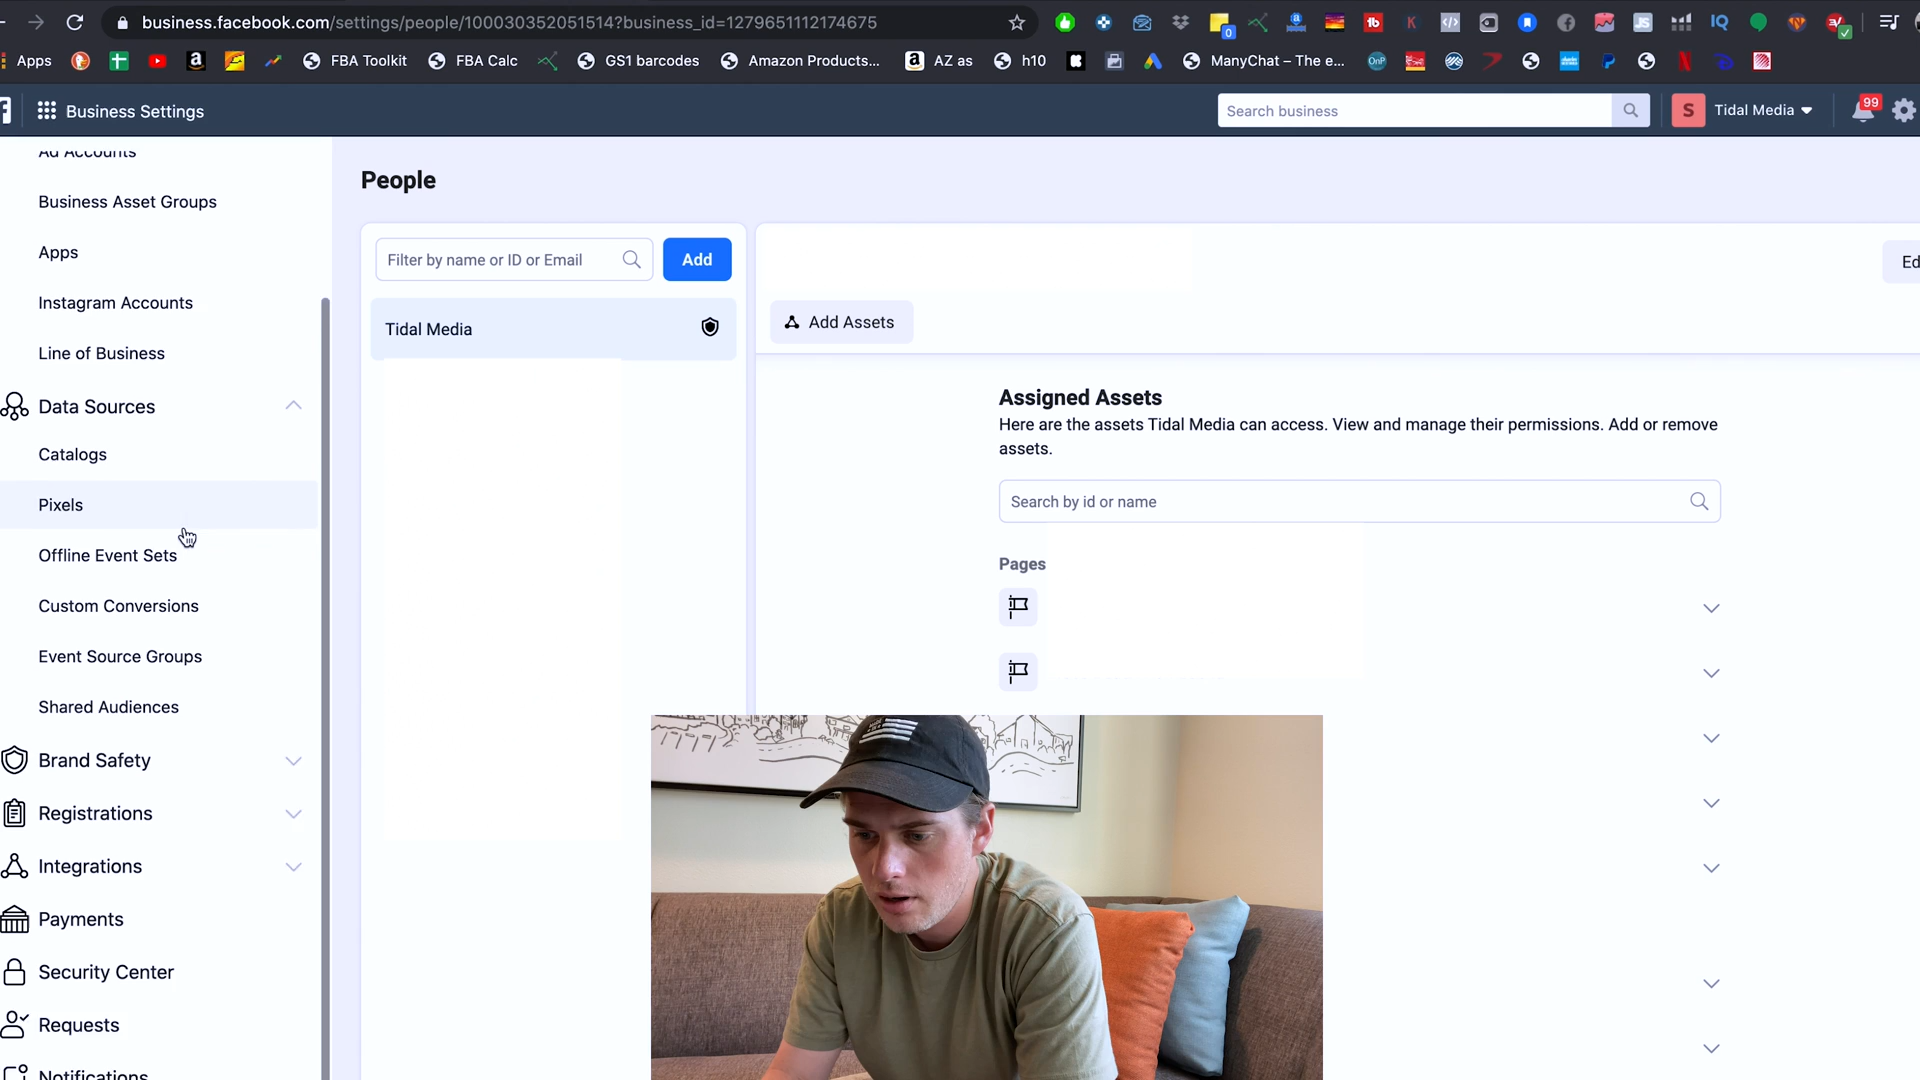 business.facebook.com/settings/people/100030352051514?business_id=1279651112174675
0
K
JS
IQ
Apps
FBA Toolkit
FBA Calc
GS1 barcodes
Amazon Products...
AZ as
h10
ManyChat – The e...
OnP
Business Settings
Search business
S
Tidal Media
99
Ad Accounts
Business Asset Groups
Apps
Instagram Accounts
Line of Business
Data Sources
Catalogs
Pixels
Offline Event Sets
Custom Conversions
Event Source Groups
Shared Audiences
Brand Safety
Registrations
Integrations
Payments
Security Center
Requests
Notifications
People
Filter by name or ID or Email
Add
Tidal Media
Ed
Add Assets
Assigned Assets
Here are the assets Tidal Media can access. View and manage their permissions. Add or remove
assets.
Search by id or name
Pages